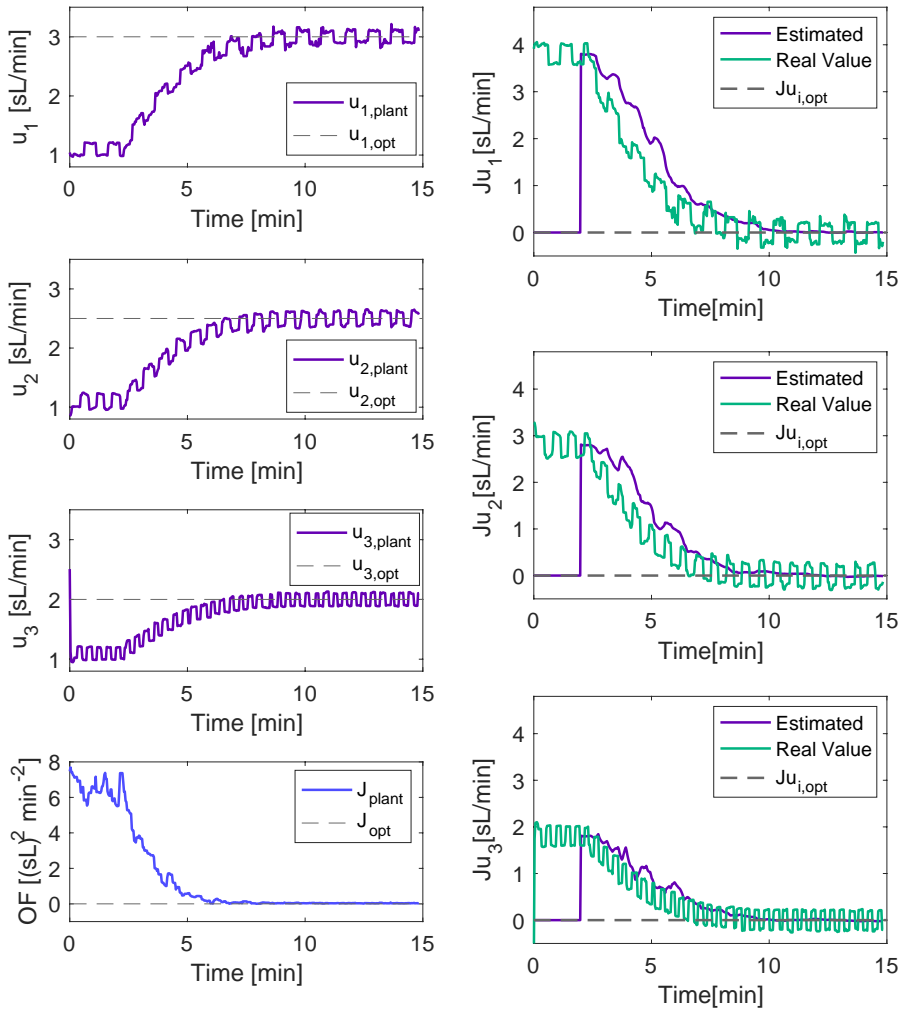 3
2
1
u1 [sL/min]
u1,plant
u1,opt
0 5 10 15
Time [min]
3
2
1
u2 [sL/min]
u2,plant
u2,opt
0 5 10 15
Time [min]
3
2
1
u3 [sL/min]
u3,plant
u3,opt
0 5 10 15
Time [min]
8
6
4
2
0
OF [(sL)2 min-2]
Jplant
Jopt
0 5 10 15
Time [min]
4
3
2
1
0
Ju1[sL/min]
Estimated
Real Value
Jui,opt
0 5 10 15
Time[min]
4
3
2
1
0
Ju2[sL/min]
Estimated
Real Value
Jui,opt
0 5 10 15
Time[min]
4
3
2
1
0
Ju3[sL/min]
Estimated
Real Value
Jui,opt
0 5 10 15
Time[min]